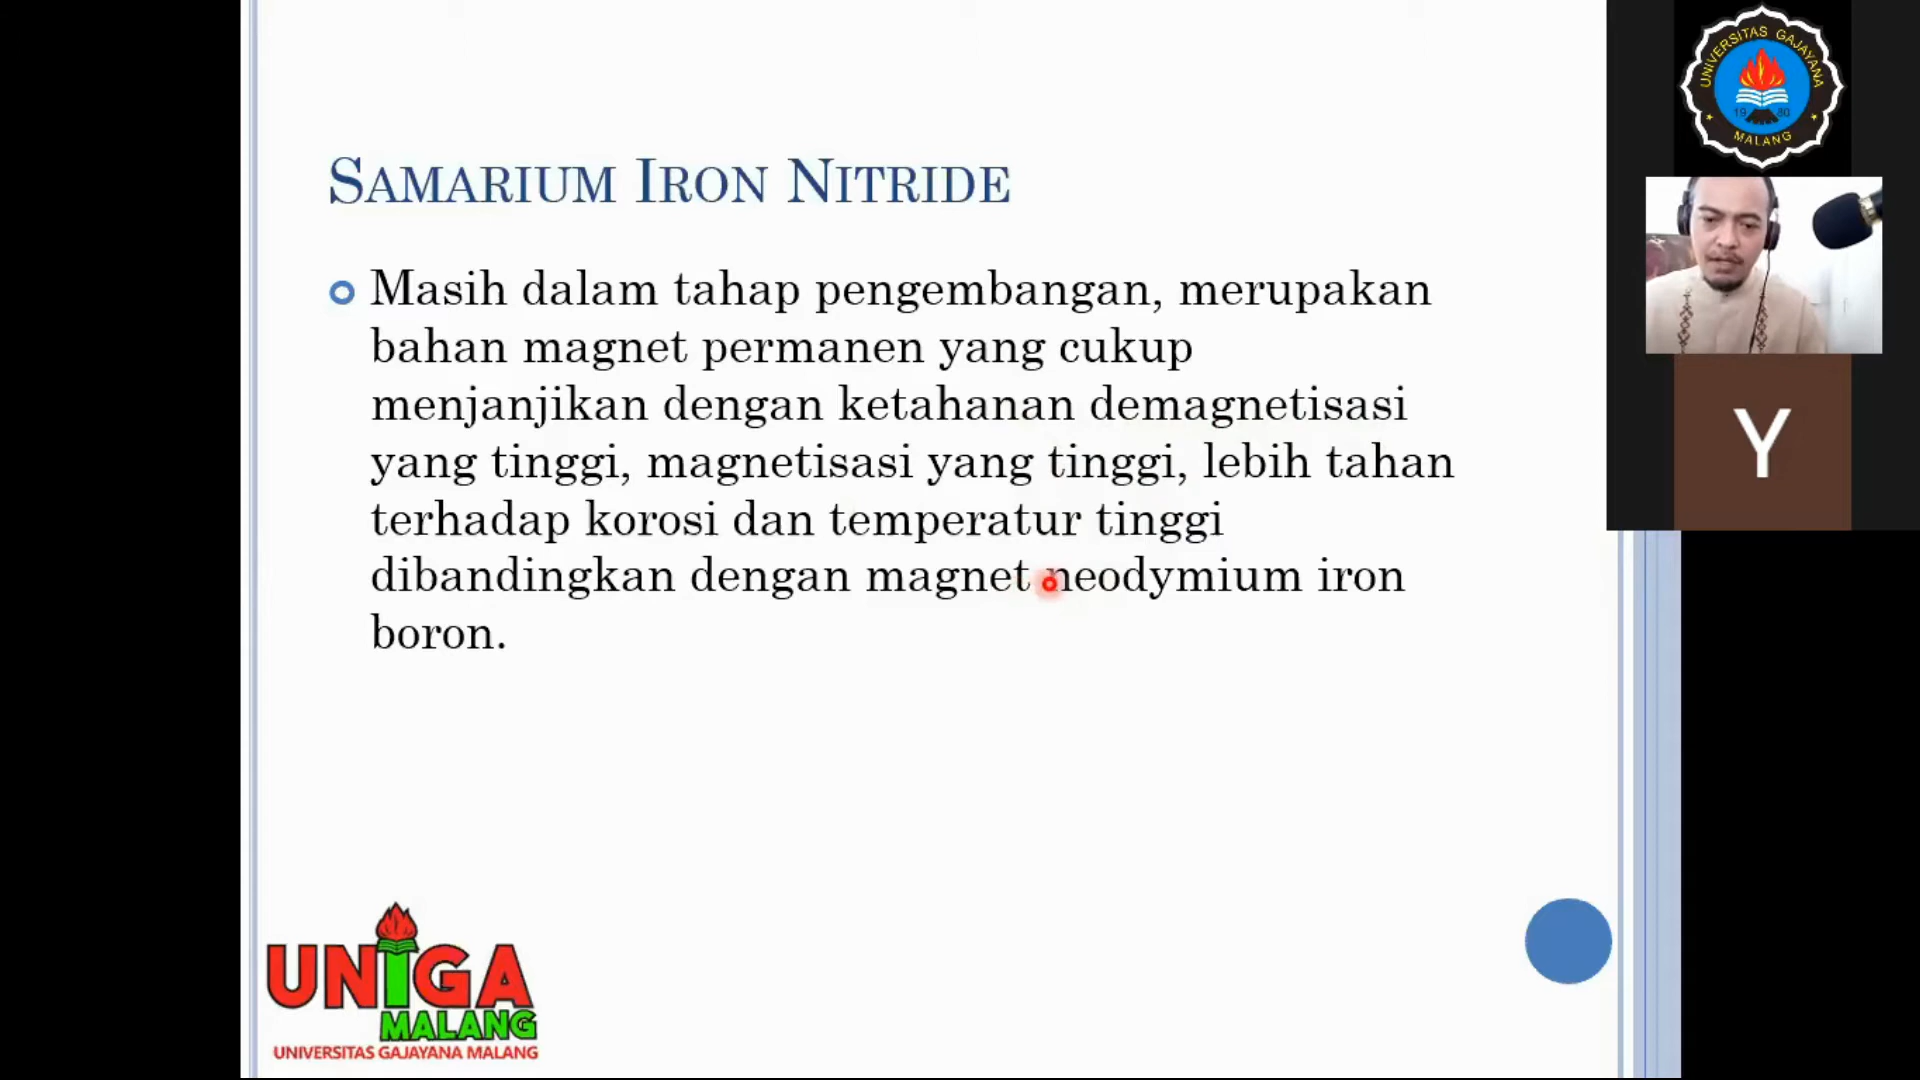 SAMARIUM IRON NITRIDE
Masih dalam tahap pengembangan, merupakan
bahan magnet permanen yang cukup
menjanjikan dengan ketahanan demagnetisasi
yang tinggi, magnetisasi yang tinggi, lebih tahan
terhadap korosi dan temperatur tinggi
dibandingkan dengan magnet neodymium iron
boron.
UNIGA
MALANG
UNIVERSITAS GAJAYANA MALANG
UNIVERSITAS GAJAYANA
1980
MALANG
Y